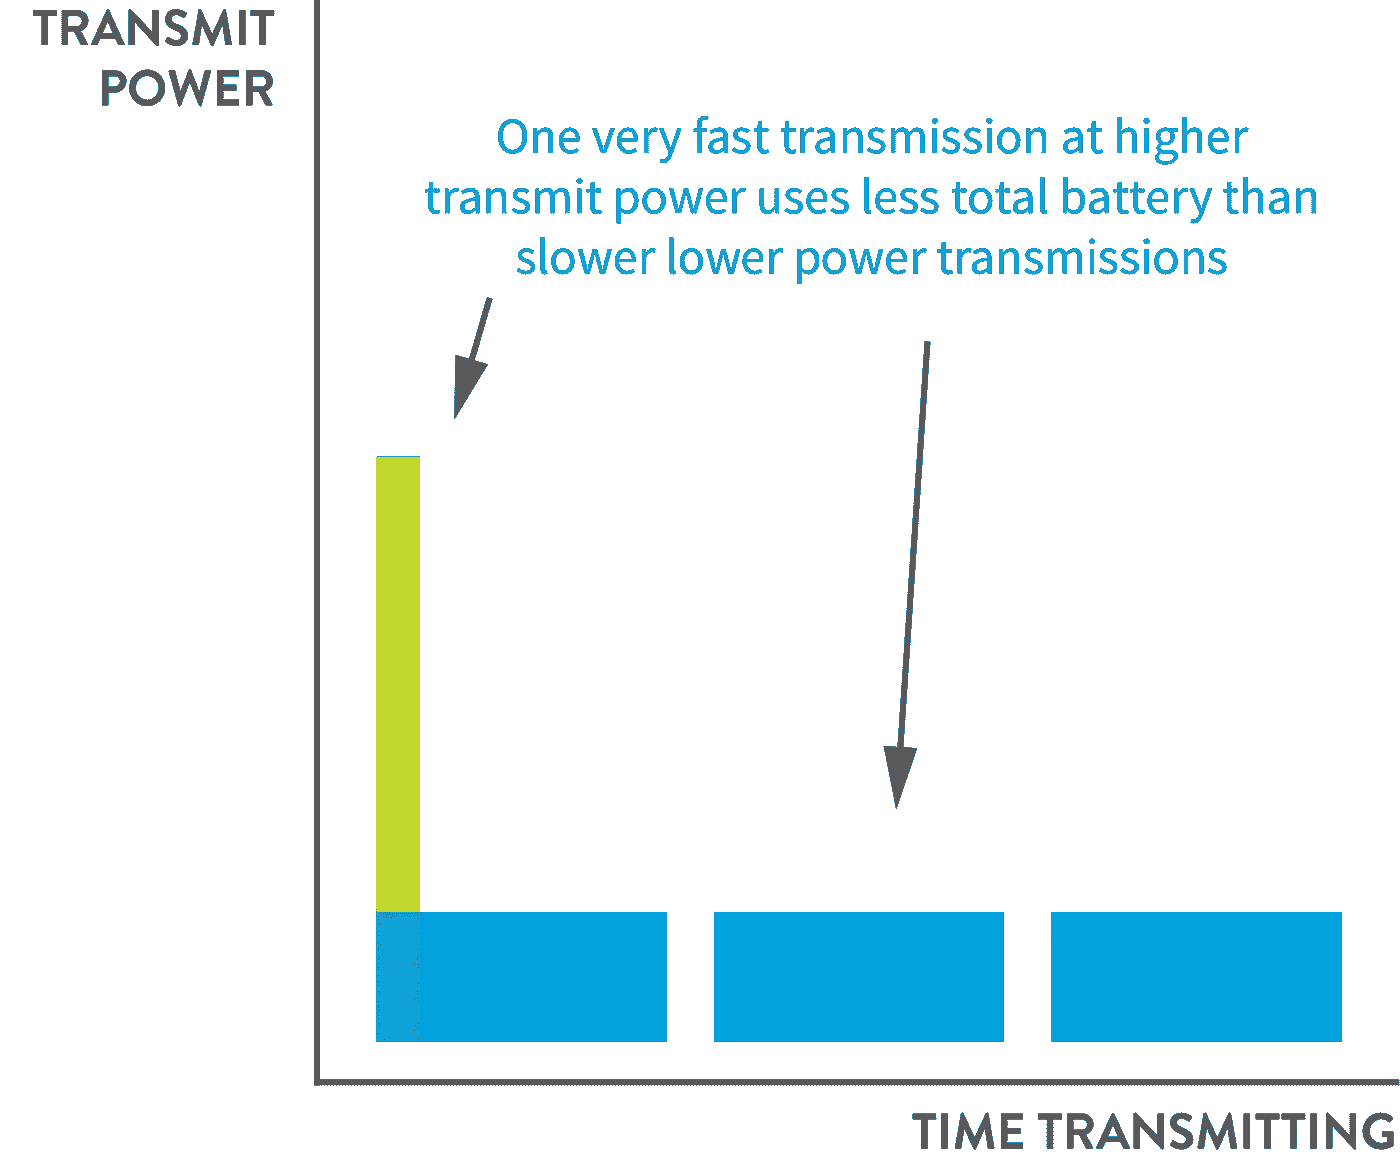 TRANSMIT
POWER
One very fast transmission at higher
transmit power uses less total battery than
slower lower power transmissions
TIME TRANSMITTING